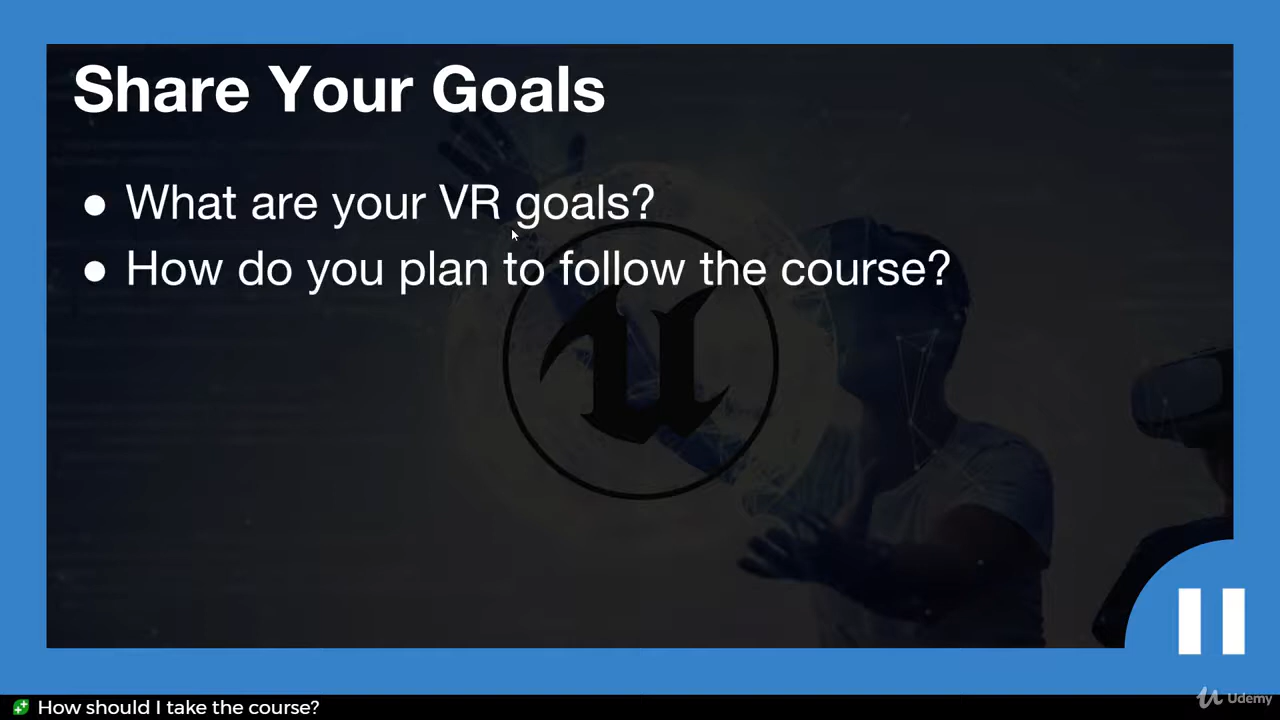 Share Your Goals
● What are your VR goals?
● How do you plan to follow the course?
How should I take the course?
Udemy